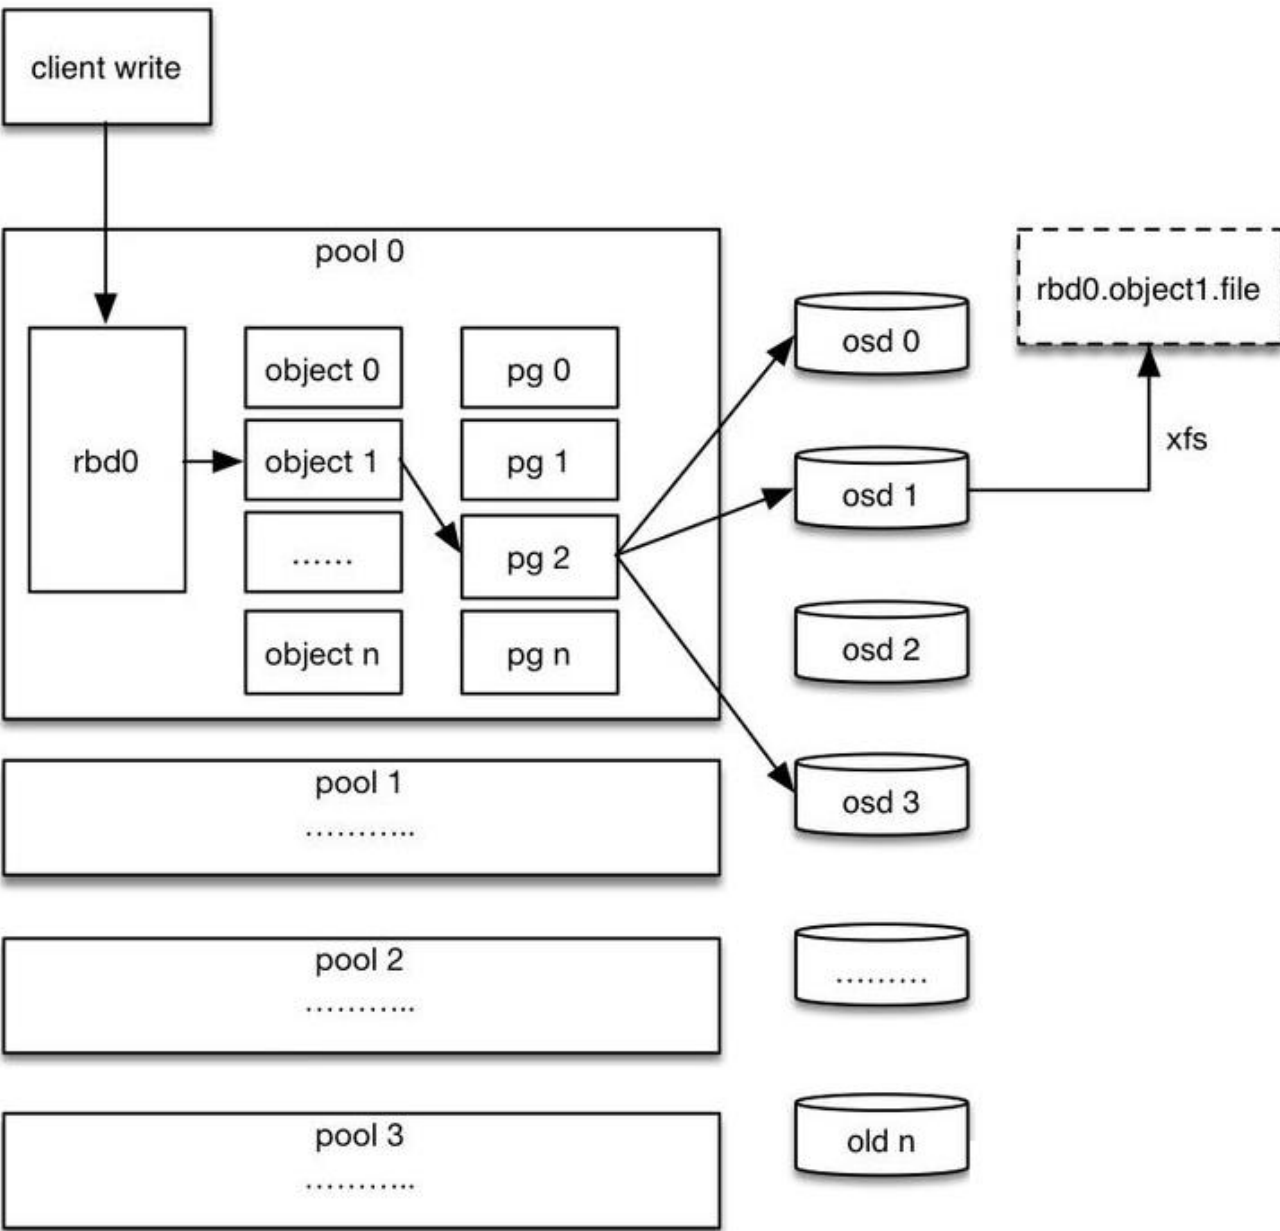 client write
pool 0
rbd0
object 0
object 1
......
object n
pg 0
pg 1
pg 2
pg n
osd 0
osd 1
osd 2
osd 3
.........
old n
xfs
rbd0.object1.file
pool 1
...........
pool 2
...........
pool 3
...........